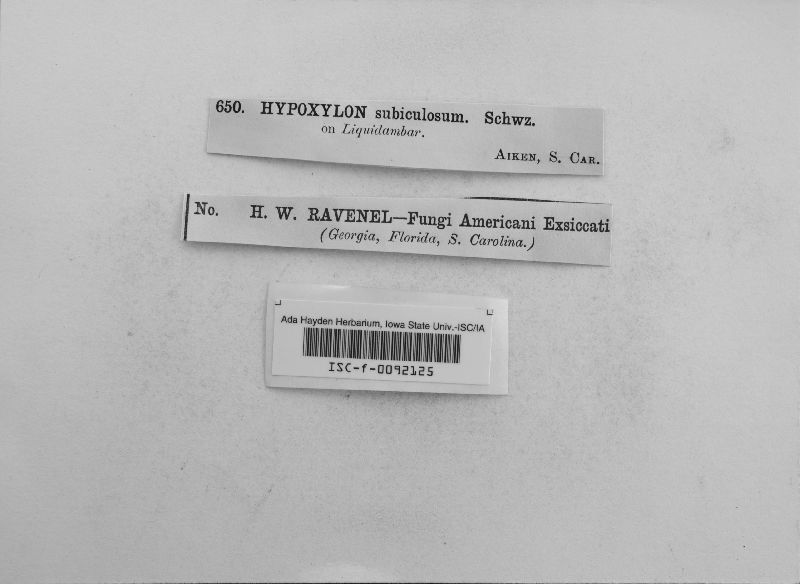 650. HYPOXYLON subiculosum. Schwz.
on Liquidambar.
AIKEN, S. CAR.
No. H. W. RAVENEL—Fungi Americani Exsiccati
(Georgia, Florida, S. Carolina.)
Ada Hayden Herbarium, Iowa State Univ.-ISC/IA
ISC-f-0092125